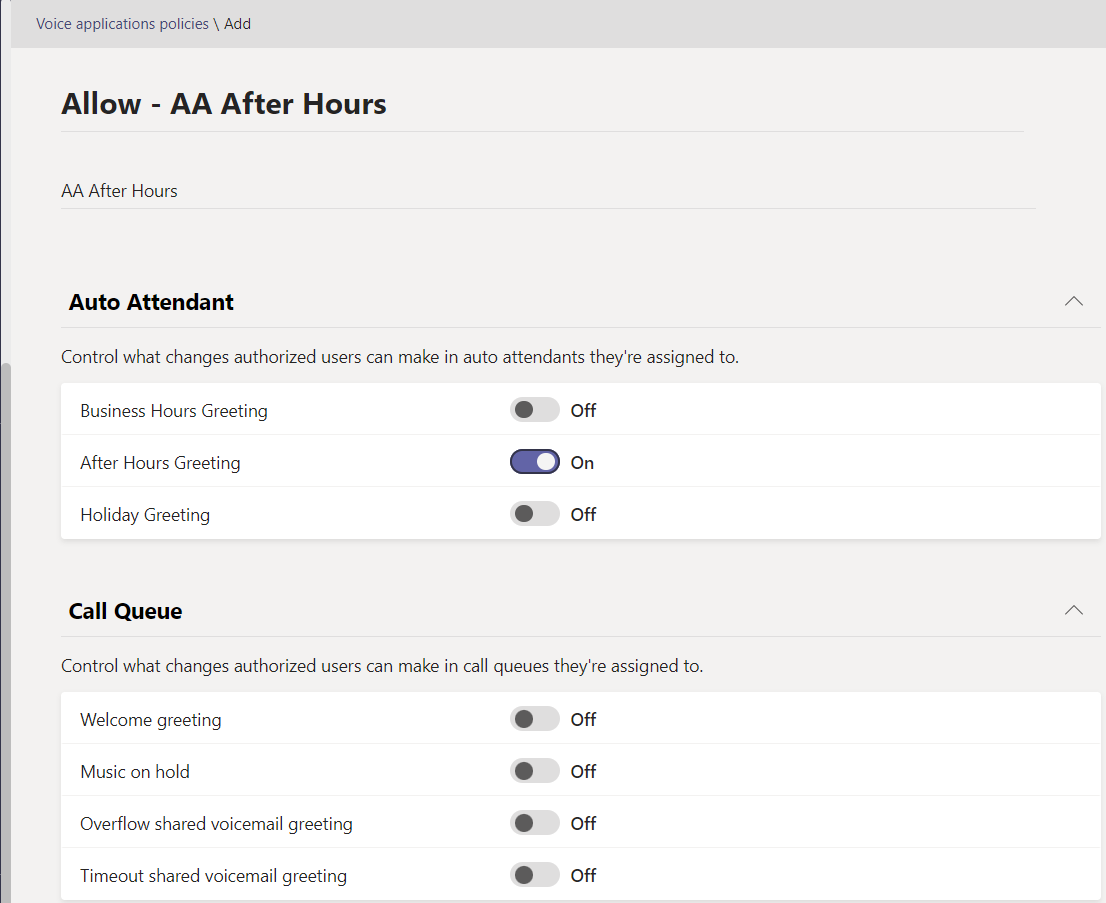 Voice applications policies \ Add
Allow - AA After Hours
AA After Hours
Auto Attendant
Control what changes authorized users can make in auto attendants they're assigned to.
Business Hours Greeting Off
After Hours Greeting On
Holiday Greeting Off
Call Queue
Control what changes authorized users can make in call queues they're assigned to.
Welcome greeting Off
Music on hold Off
Overflow shared voicemail greeting Off
Timeout shared voicemail greeting Off